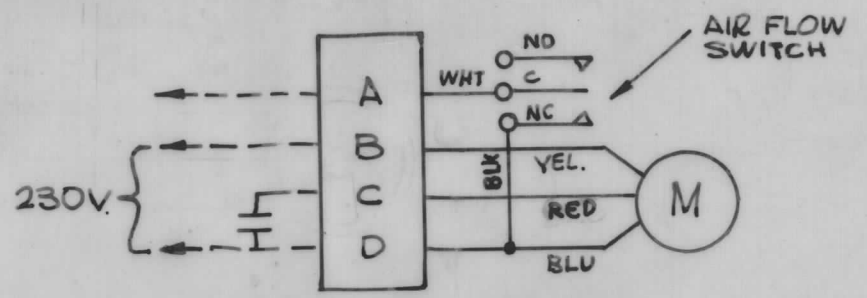 AIR FLOW
SWITCH
NO
WHT C
NC
A
B
C
D
230V.
BLK
YEL.
RED
BLU
M